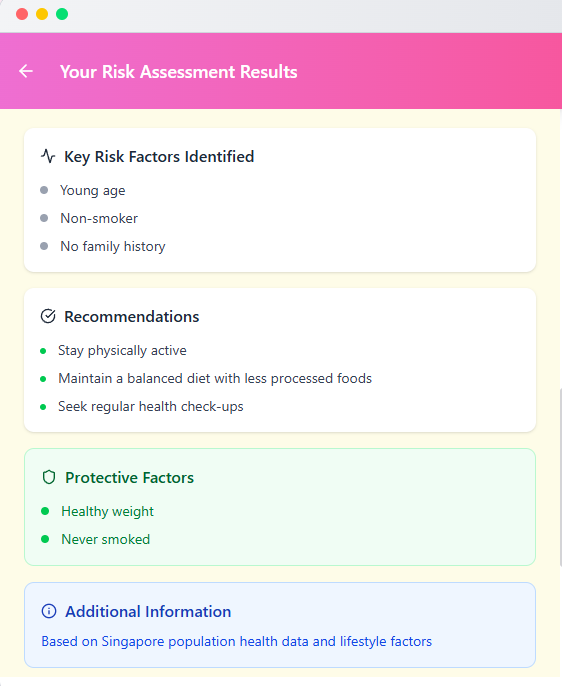 Your Risk Assessment Results
Key Risk Factors Identified
Young age
Non-smoker
No family history
Recommendations
Stay physically active
Maintain a balanced diet with less processed foods
Seek regular health check-ups
Protective Factors
Healthy weight
Never smoked
Additional Information
Based on Singapore population health data and lifestyle factors